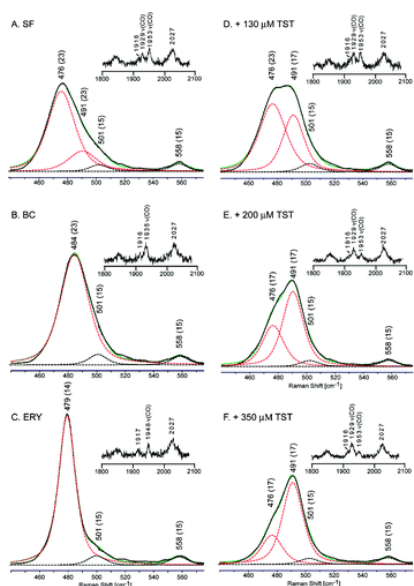 A. SF
1916
1929 ν(CO)
1953 ν(CO)
2027
1800 1900 2000 2100
476 (23)
491 (23)
501 (15)
558 (15)
460 480 500 520 540 560
B. BC
1916
1935 ν(CO)
2027
1800 1900 2000 2100
484 (23)
501 (15)
558 (15)
460 480 500 520 540 560
Raman Shift [cm⁻¹]
C. ERY
1917
1946 ν(CO)
2027
1800 1900 2000 2100
479 (14)
501 (15)
558 (15)
460 480 500 520 540 560
Raman Shift [cm⁻¹]
D. + 130 μM TST
1916
1929 ν(CO)
1953 ν(CO)
2027
1800 1900 2000 2100
476 (23)
491 (17)
501 (15)
558 (15)
460 480 500 520 540 560
E. + 200 μM TST
1916
1929 ν(CO)
1953 ν(CO)
2027
1800 1900 2000 2100
476 (17)
491 (17)
501 (15)
558 (15)
460 480 500 520 540 560
Raman Shift [cm⁻¹]
F. + 350 μM TST
1916
1929 ν(CO)
1953 ν(CO)
2027
1800 1900 2000 2100
476 (17)
491 (17)
501 (15)
558 (15)
460 480 500 520 540 560
Raman Shift [cm⁻¹]